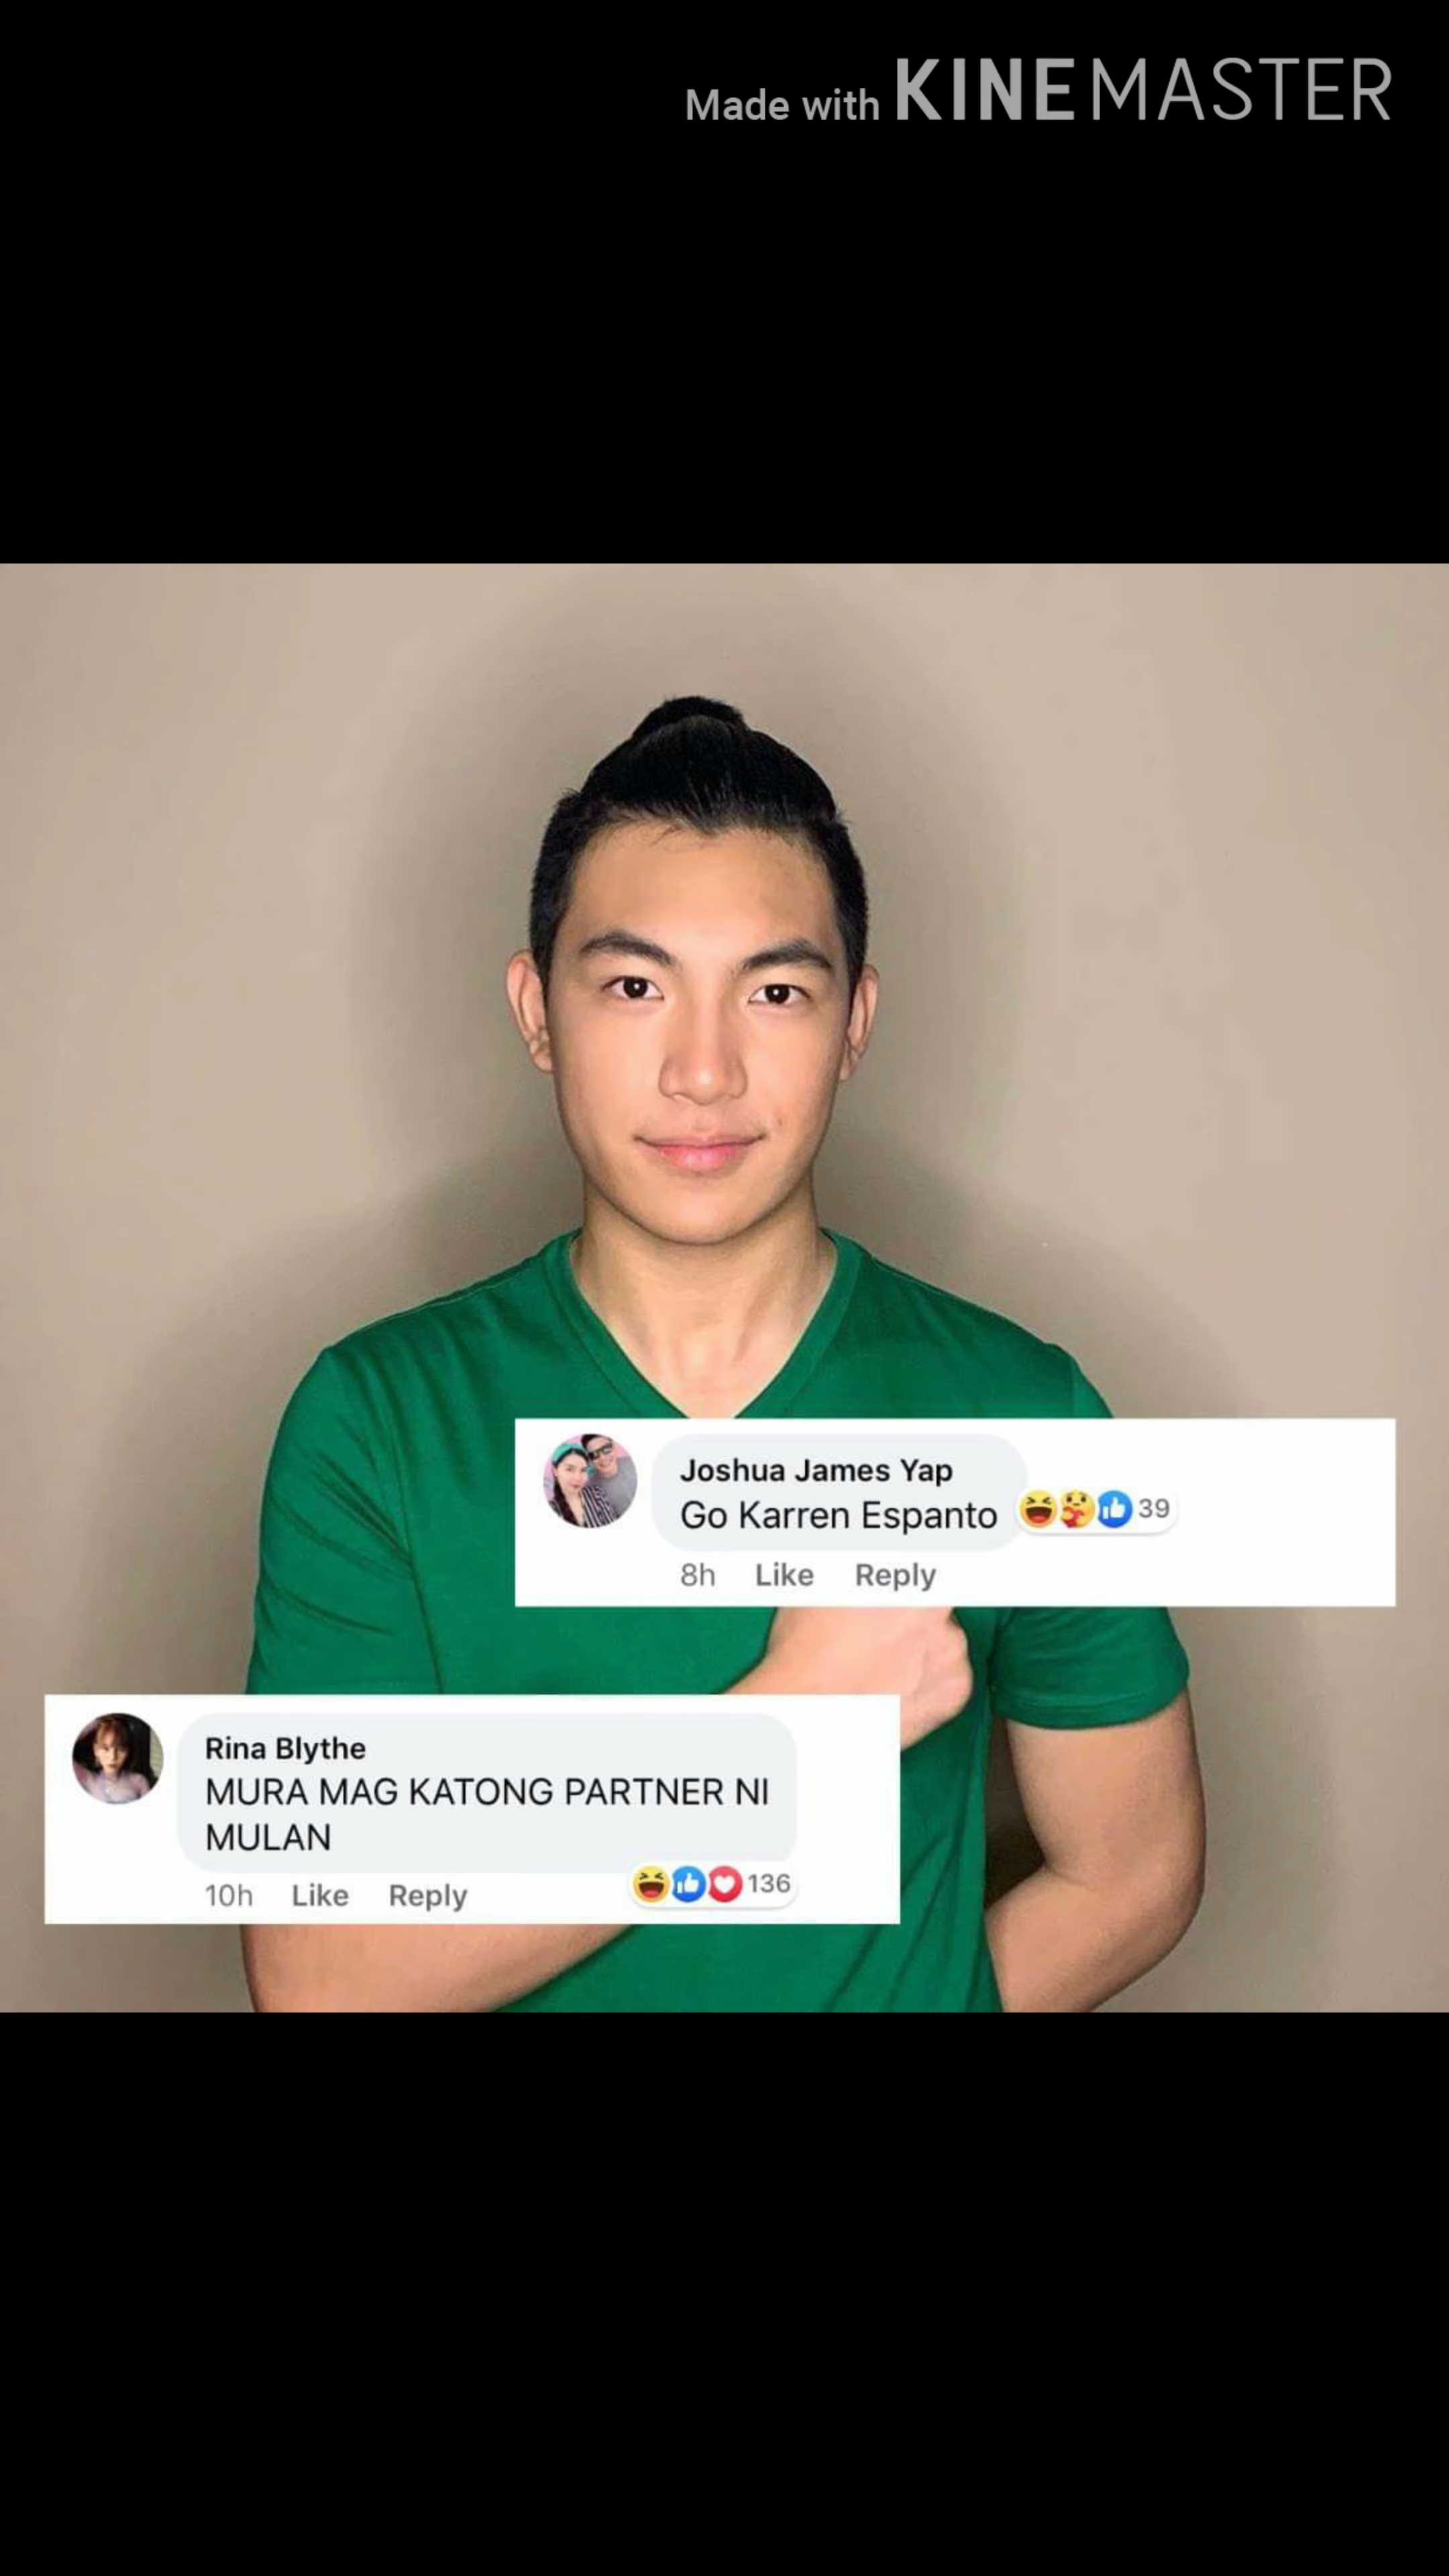 Made with KINEMASTER
Joshua James Yap
Go Karren Espanto
39
8h Like Reply
Rina Blythe
MURA MAG KATONG PARTNER NI
MULAN
10h Like Reply
136